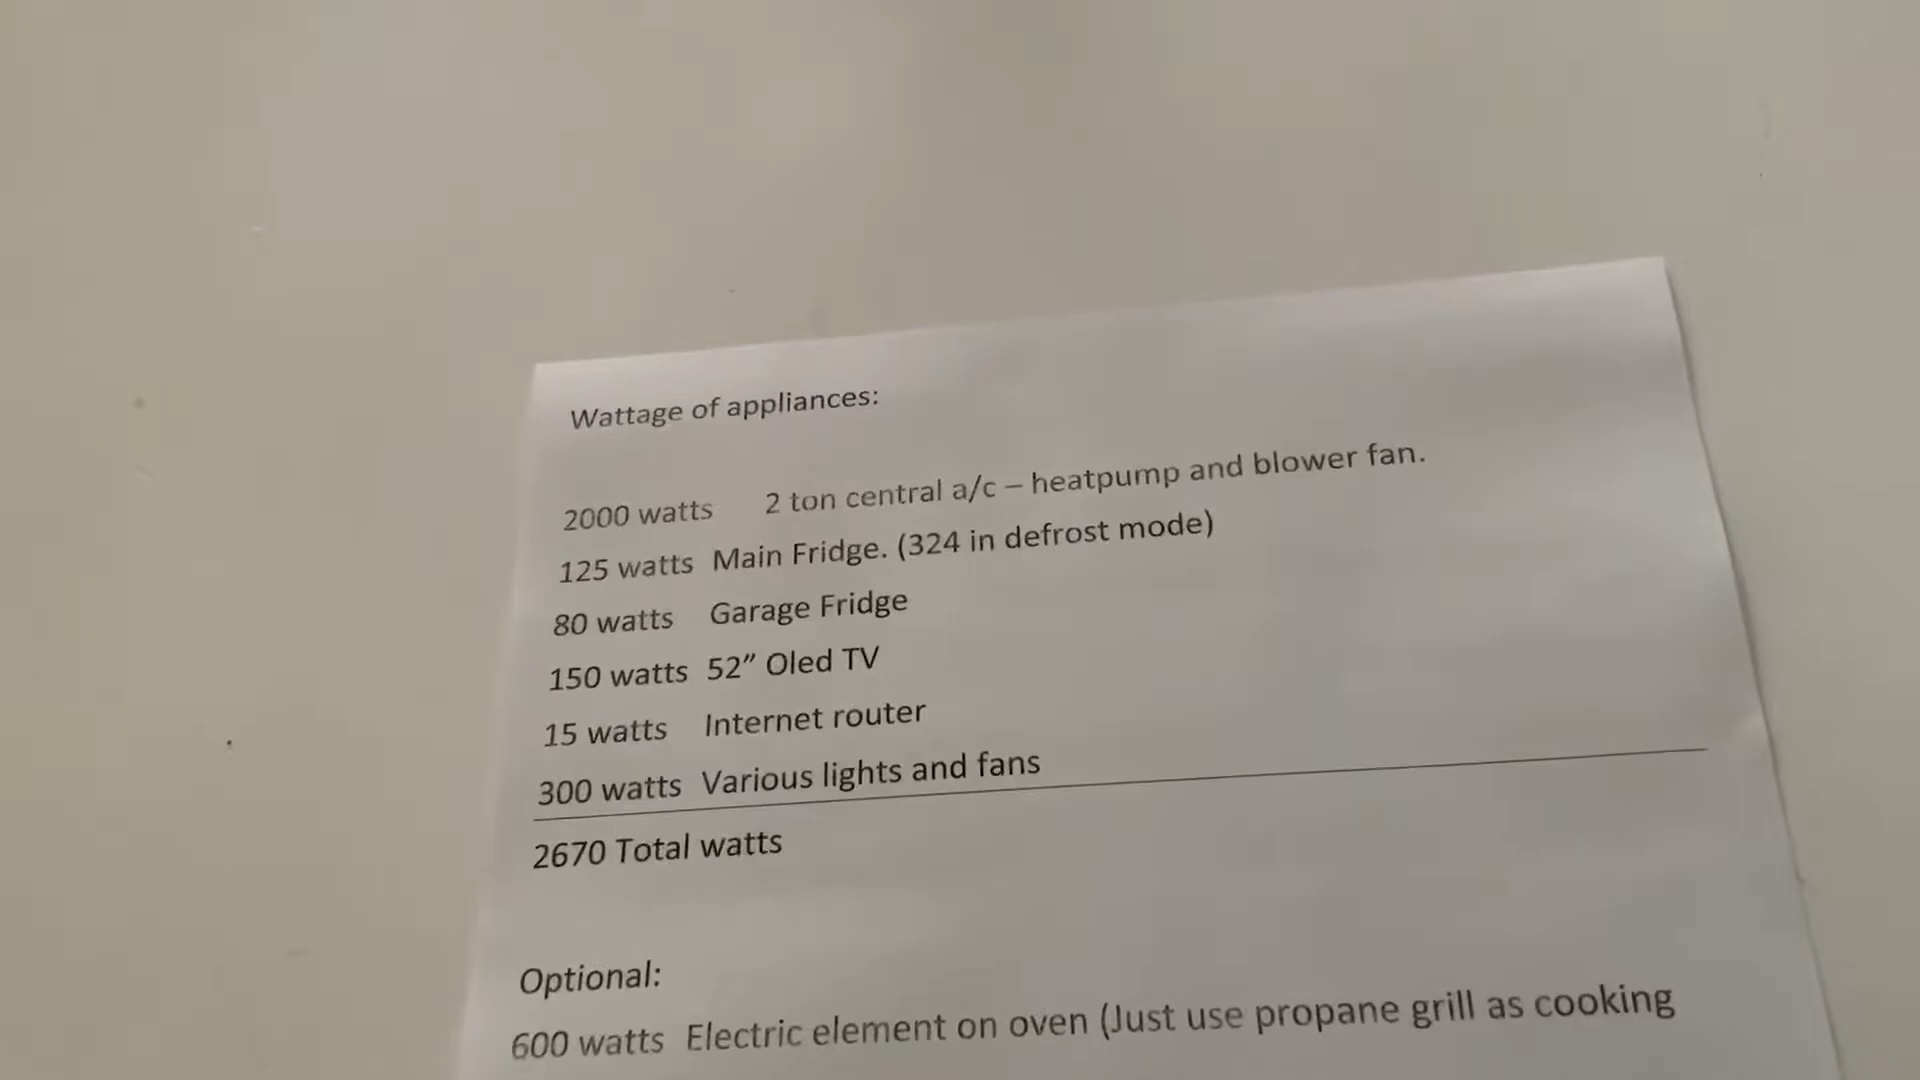 Wattage of appliances:
2000 watts 2 ton central a/c – heatpump and blower fan.
125 watts Main Fridge. (324 in defrost mode)
80 watts Garage Fridge
150 watts 52” Oled TV
15 watts Internet router
300 watts Various lights and fans
2670 Total watts
Optional:
600 watts Electric element on oven (Just use propane grill as cooking